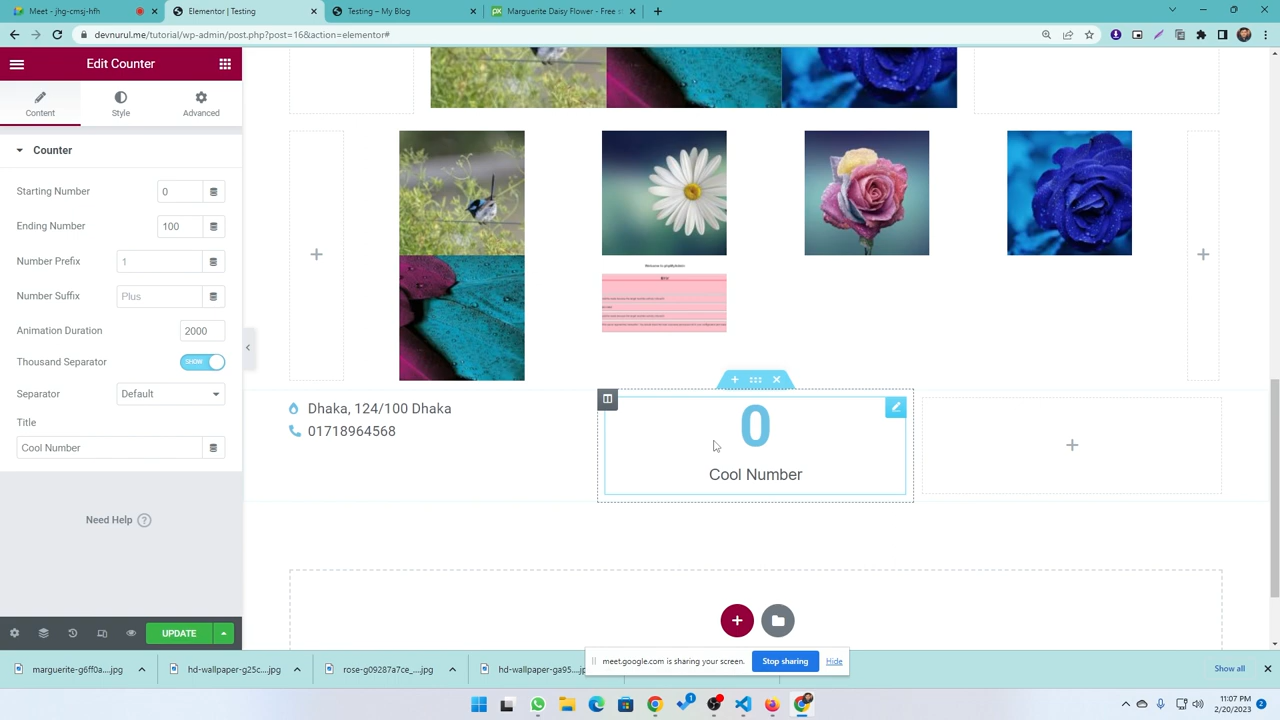 Meet - jhg-cmsj-hfh
Elementor | Testing
Testing – My Blog
Marguerite Daisy Flower - Free s
devnurul.me/tutorial/wp-admin/post.php?post=16&action=elementor#
Edit Counter
Content
Style
Advanced
Counter
Starting Number
0
Ending Number
100
Number Prefix
1
Number Suffix
Plus
Animation Duration
2000
Thousand Separator
SHOW
Separator
Default
Title
Cool Number
Need Help ?
UPDATE
Dhaka, 124/100 Dhaka
01718964568
0
Cool Number
meet.google.com is sharing your screen.
Stop sharing
Hide
hd-wallpaper-g25c....jpg
rose-g09287a7ce_....jpg
hd-wallpaper-ga95...
Show all
1
11:07 PM
2/20/2023
2